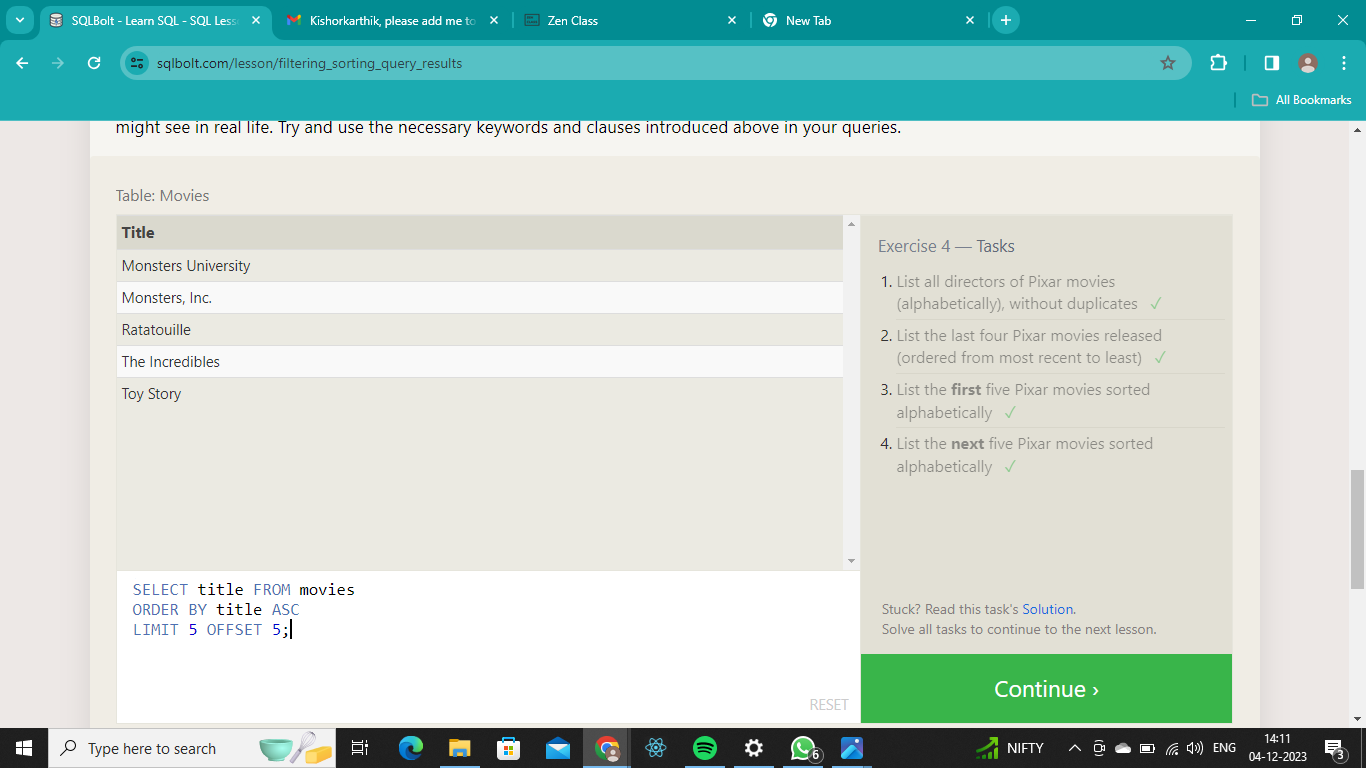 SQLBolt - Learn SQL - SQL Less
Kishorkarthik, please add me to
Zen Class
New Tab
sqlbolt.com/lesson/filtering_sorting_query_results
All Bookmarks
might see in real life. Try and use the necessary keywords and clauses introduced above in your queries.
Table: Movies
Title
Monsters University
Monsters, Inc.
Ratatouille
The Incredibles
Toy Story
SELECT title FROM movies
ORDER BY title ASC
LIMIT 5 OFFSET 5;
RESET
Exercise 4 — Tasks
1. List all directors of Pixar movies
(alphabetically), without duplicates ✓
2. List the last four Pixar movies released
(ordered from most recent to least) ✓
3. List the first five Pixar movies sorted
alphabetically ✓
4. List the next five Pixar movies sorted
alphabetically ✓
Stuck? Read this task's Solution.
Solve all tasks to continue to the next lesson.
Continue ›
Type here to search
6
NIFTY
ENG
14:11
04-12-2023
3